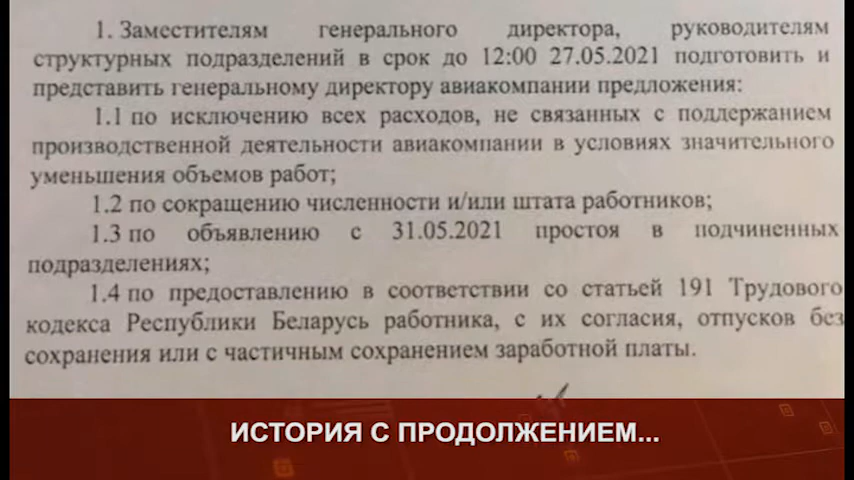 1. Заместителям генерального директора, руководителям
структурных подразделений в срок до 12:00 27.05.2021 подготовить и
представить генеральному директору авиакомпании предложения:
1.1 по исключению всех расходов, не связанных с поддержанием
производственной деятельности авиакомпании в условиях значительного
уменьшения объемов работ;
1.2 по сокращению численности и/или штата работников;
1.3 по объявлению с 31.05.2021 простоя в подчиненных
подразделениях;
1.4 по предоставлению в соответствии со статьей 191 Трудового
кодекса Республики Беларусь работника, с их согласия, отпусков без
сохранения или с частичным сохранением заработной платы.
ИСТОРИЯ С ПРОДОЛЖЕНИЕМ...